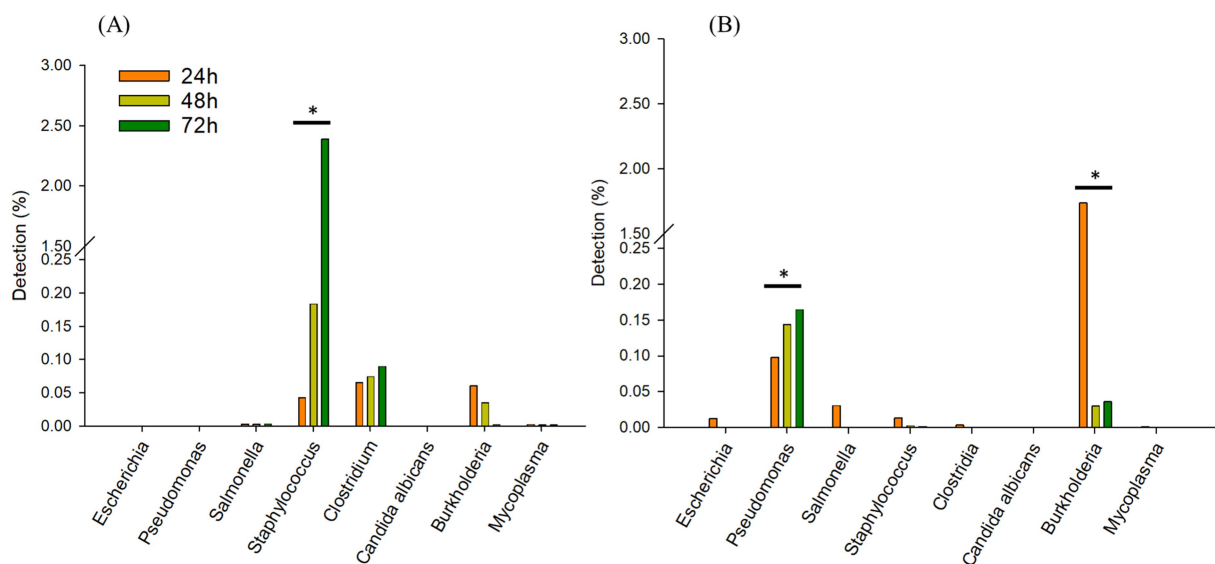 (A)
3.00
2.50
2.00
1.50
0.25
0.20
0.15
0.10
0.05
0.00
Detection (%)
24h
48h
72h
*
Escherichia
Pseudomonas
Salmonella
Staphylococcus
Clostridium
Candida albicans
Burkholderia
Mycoplasma
(B)
3.00
2.50
2.00
1.50
0.25
0.20
0.15
0.10
0.05
0.00
Detection (%)
*
*
Escherichia
Pseudomonas
Salmonella
Staphylococcus
Clostridia
Candida albicans
Burkholderia
Mycoplasma